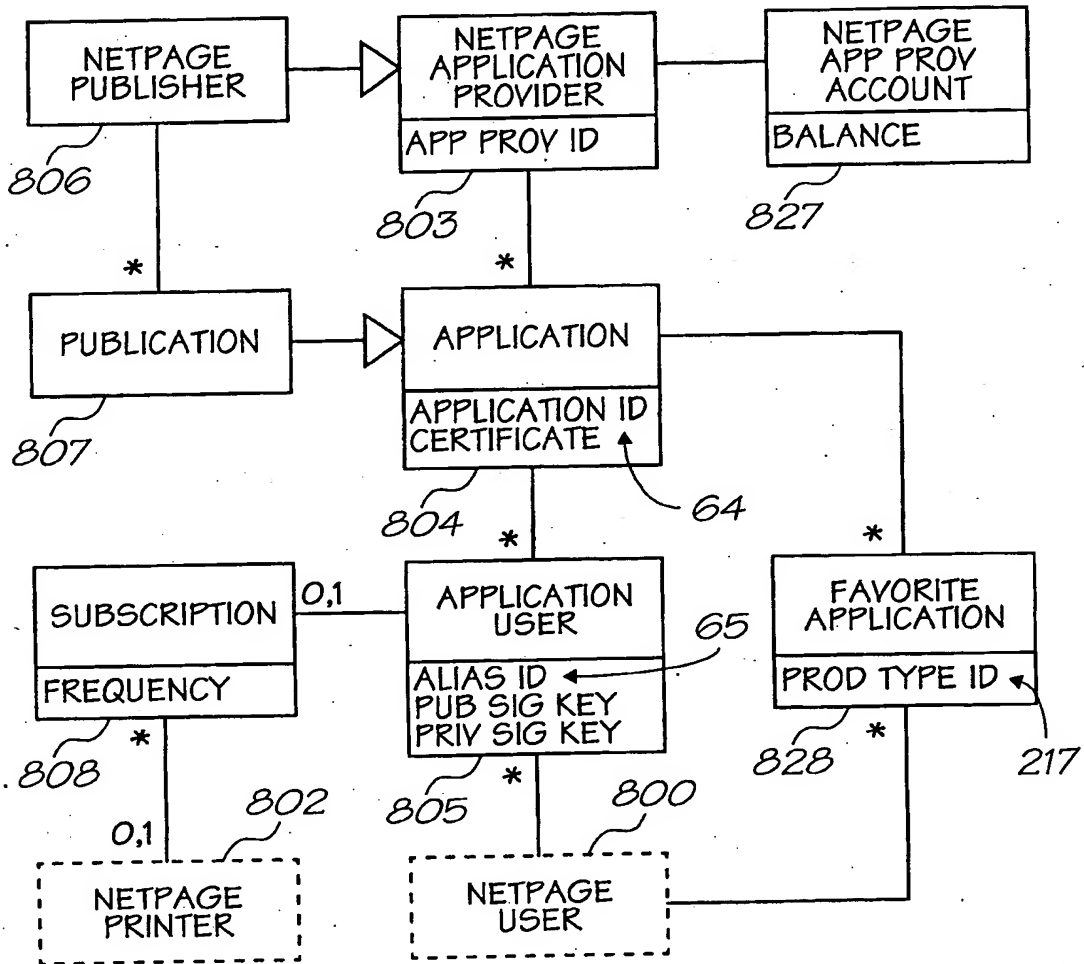 NETPAGE
PUBLISHER
806
NETPAGE
APPLICATION
PROVIDER
APP PROV ID
803
NETPAGE
APP PROV
ACCOUNT
BALANCE
827
*
*
PUBLICATION
807
APPLICATION
APPLICATION ID
CERTIFICATE
804
64
*
*
SUBSCRIPTION
FREQUENCY
808
0,1
APPLICATION
USER
ALIAS ID
PUB SIG KEY
PRIV SIG KEY
805
65
FAVORITE
APPLICATION
PROD TYPE ID
828
217
*
*
*
0,1
802
NETPAGE
PRINTER
800
NETPAGE
USER